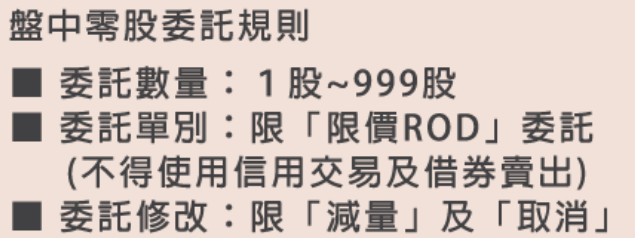 盤中零股委託規則
■ 委託數量：１股~999股
■ 委託單別：限「限價ROD」委託
(不得使用信用交易及借券賣出)
■ 委託修改：限「減量」及「取消」